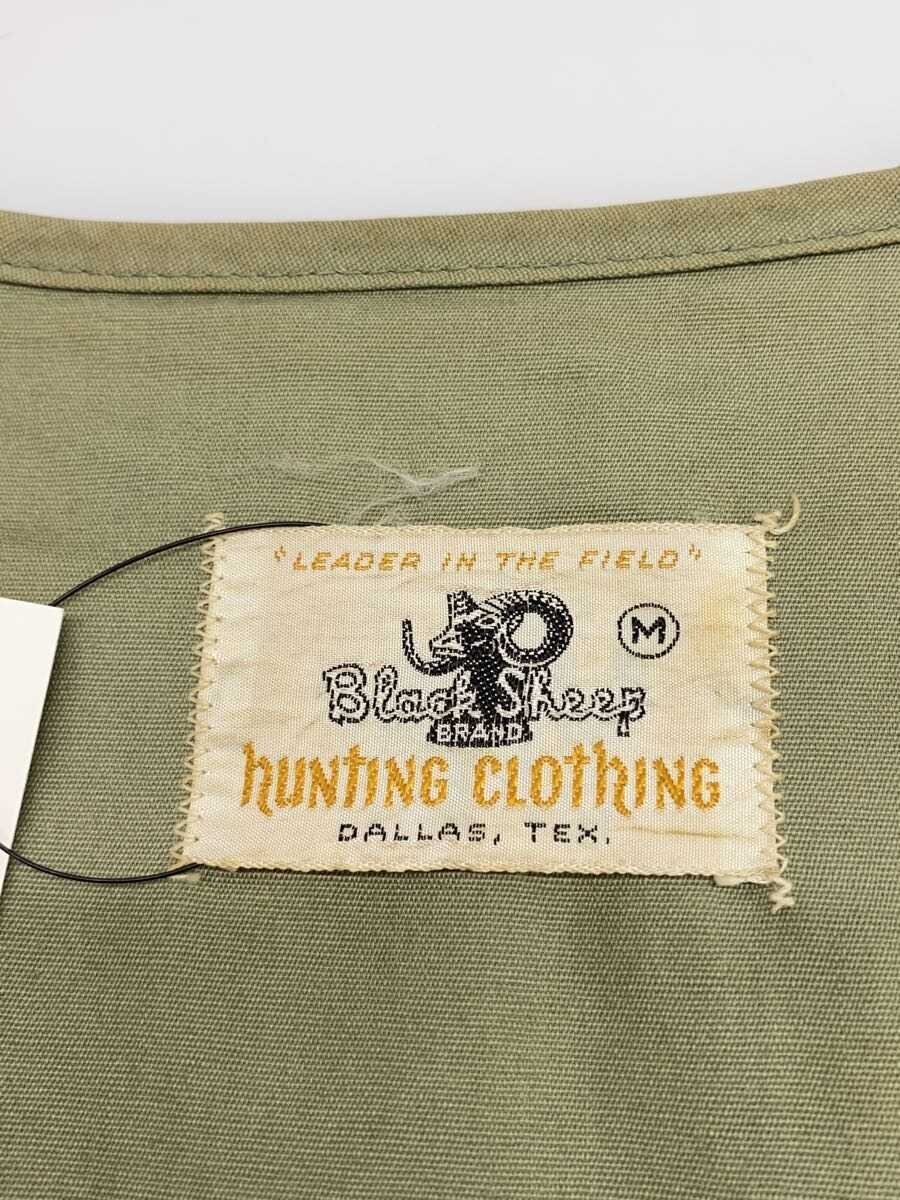 "LEADER IN THE FIELD"
M
Black Sheep
BRAND
hUNTING CLOThING
DALLAS, TEX.